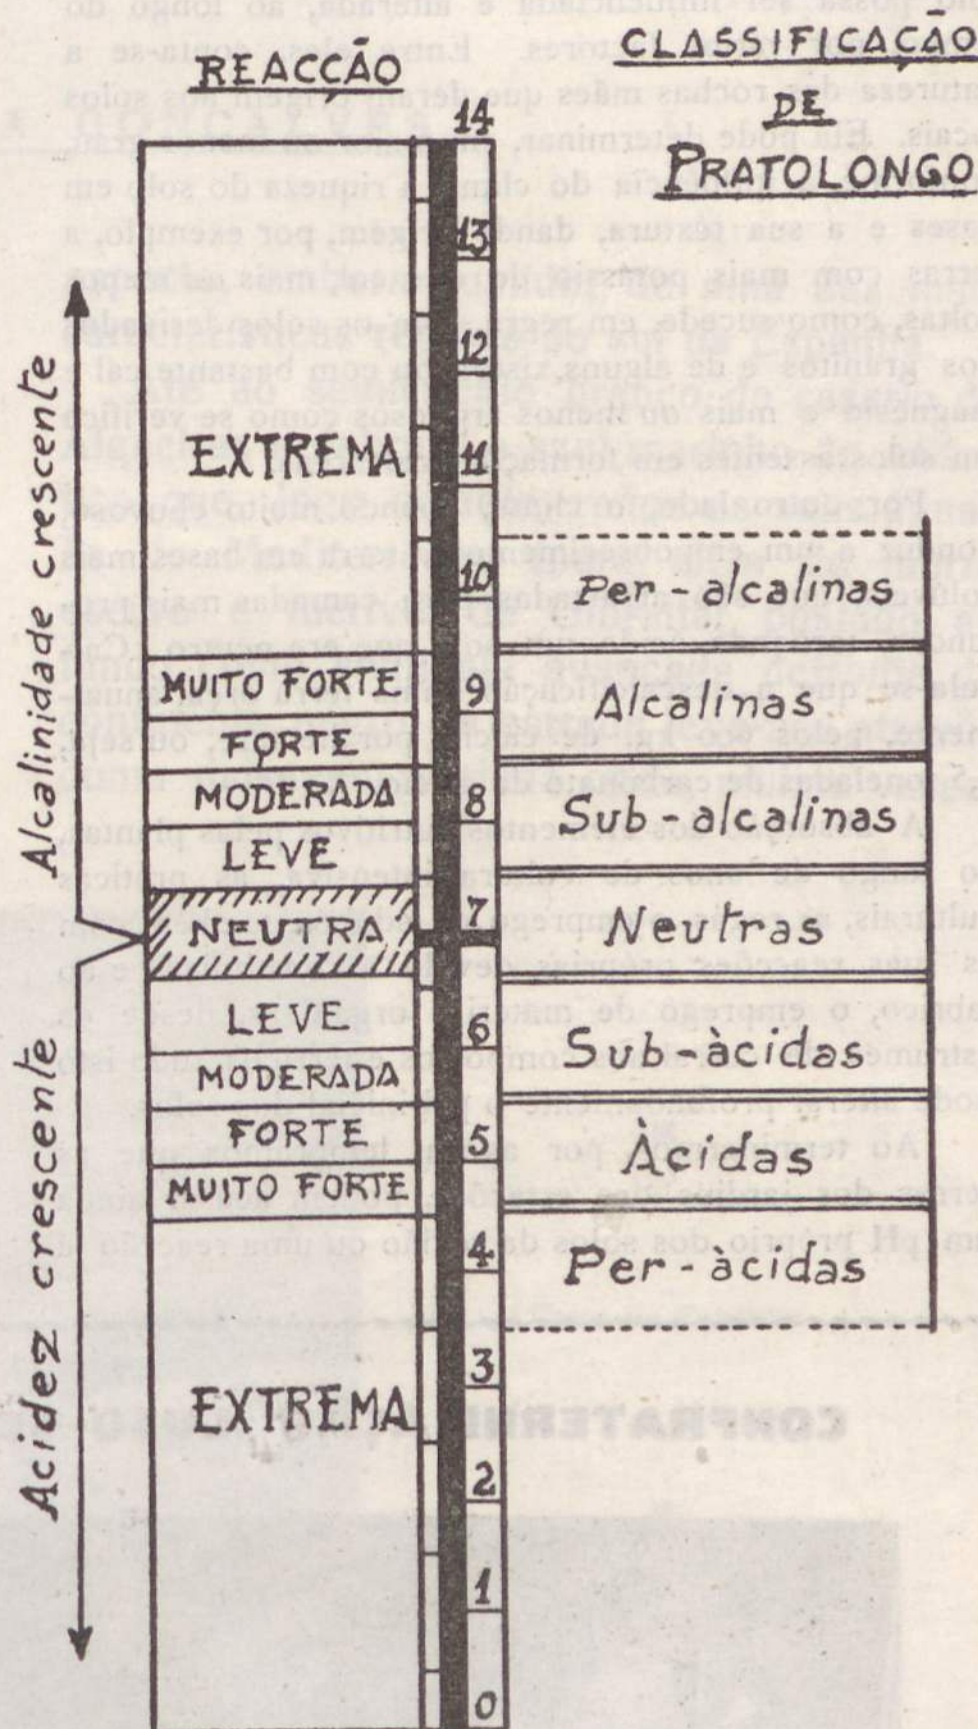 REACCÃO
CLASSIFICAÇÃO
DE
PRATOLONGO
14
13
12
11
10
9
8
7
6
5
4
3
2
1
0
Alcalinidade crescente
Acidez crescente
EXTREMA
MUITO FORTE
FORTE
MODERADA
LEVE
NEUTRA
LEVE
MODERADA
FORTE
MUITO FORTE
EXTREMA
Per-alcalinas
Alcalinas
Sub-alcalinas
Neutras
Sub-àcidas
Àcidas
Per-àcidas